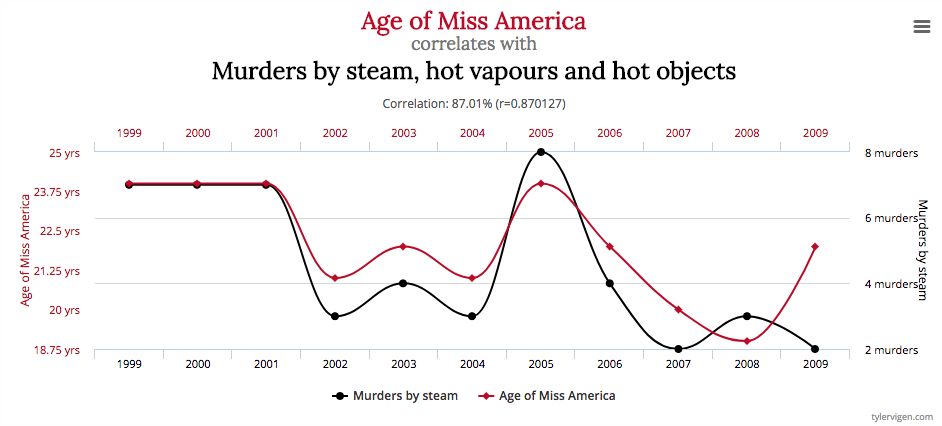 Age of Miss America
correlates with
Murders by steam, hot vapours and hot objects
Correlation: 87.01% (r=0.870127)
1999 2000 2001 2002 2003 2004 2005 2006 2007 2008 2009
25 yrs 8 murders
23.75 yrs
6 murders
22.5 yrs
21.25 yrs
4 murders
20 yrs
18.75 yrs 2 murders
Age of Miss America
Murders by steam
1999 2000 2001 2002 2003 2004 2005 2006 2007 2008 2009
Murders by steam Age of Miss America
tylervigen.com